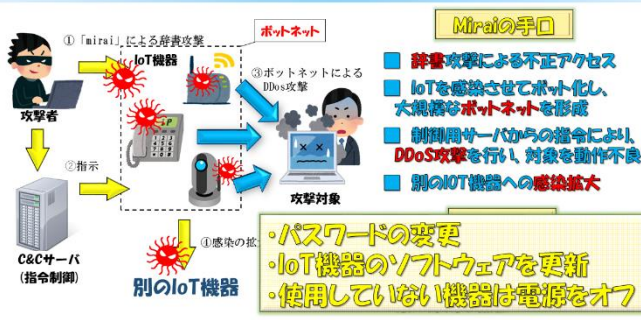 ①「mirai」による辞書攻撃
ボットネット
IoT機器
③ボットネットによる
DDos攻撃
攻撃者
②指示
攻撃対象
C&Cサーバ
(指令制御)
④感染の拡
別のIoT機器
Miraiの手口
■ 辞書攻撃による不正アクセス
■ IoTを感染させてボット化し、
大規模なボットネットを形成
■ 制御用サーバからの指令により、
DDoS攻撃を行い、対象を動作不良
■ 別のIOT機器への感染拡大
・パスワードの変更
・IoT機器のソフトウェアを更新
・使用していない機器は電源をオフ